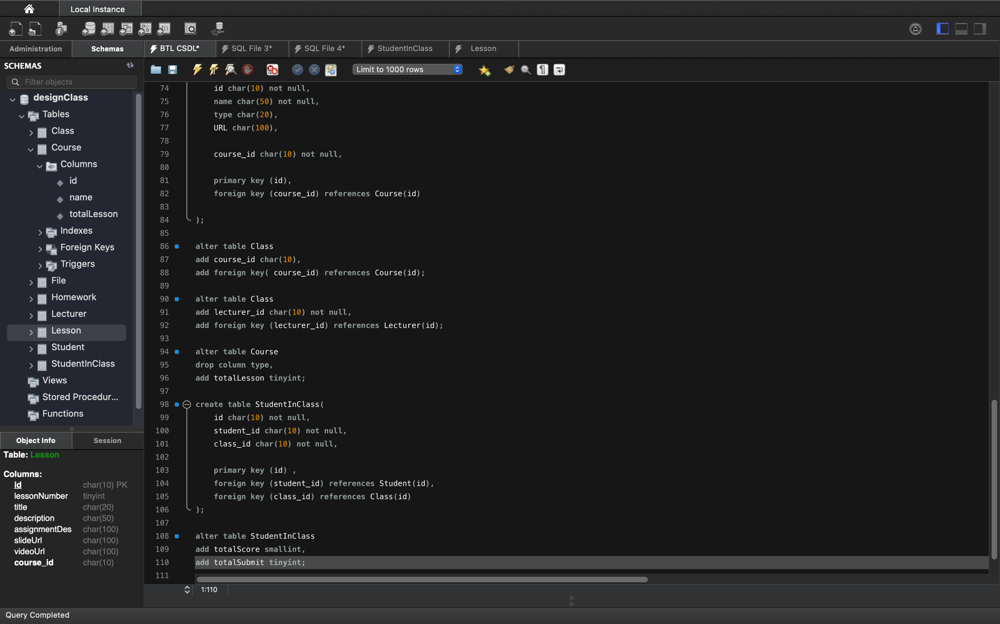 Local Instance
Administration
Schemas
BTL CSDL*
SQL File 3*
SQL File 4*
StudentInClass
Lesson
SCHEMAS
Filter objects
Limit to 1000 rows
designClass
Tables
Class
Course
Columns
id
name
totalLesson
Indexes
Foreign Keys
Triggers
File
Homework
Lecturer
Lesson
Student
StudentInClass
Views
Stored Procedur...
Functions
Object Info
Session
Table: Lesson
Columns:
id char(10) PK
lessonNumber tinyint
title char(20)
description char(50)
assignmentDes char(100)
slideUrl char(100)
videoUrl char(100)
course_id char(10)
74 id char(10) not null,
75 name char(50) not null,
76 type char(20),
77 URL char(100),
78
79 course_id char(10) not null,
80
81 primary key (id),
82 foreign key (course_id) references Course(id)
83
84 );
85
86 alter table Class
87 add course_id char(10),
88 add foreign key( course_id) references Course(id);
89
90 alter table Class
91 add lecturer_id char(10) not null,
92 add foreign key (lecturer_id) references Lecturer(id);
93
94 alter table Course
95 drop column type,
96 add totalLesson tinyint;
97
98 create table StudentInClass(
99 id char(10) not null,
100 student_id char(10) not null,
101 class_id char(10) not null,
102
103 primary key (id) ,
104 foreign key (student_id) references Student(id),
105 foreign key (class_id) references Class(id)
106 );
107
108 alter table StudentInClass
109 add totalScore smallint,
110 add totalSubmit tinyint;
111
1:110
Query Completed